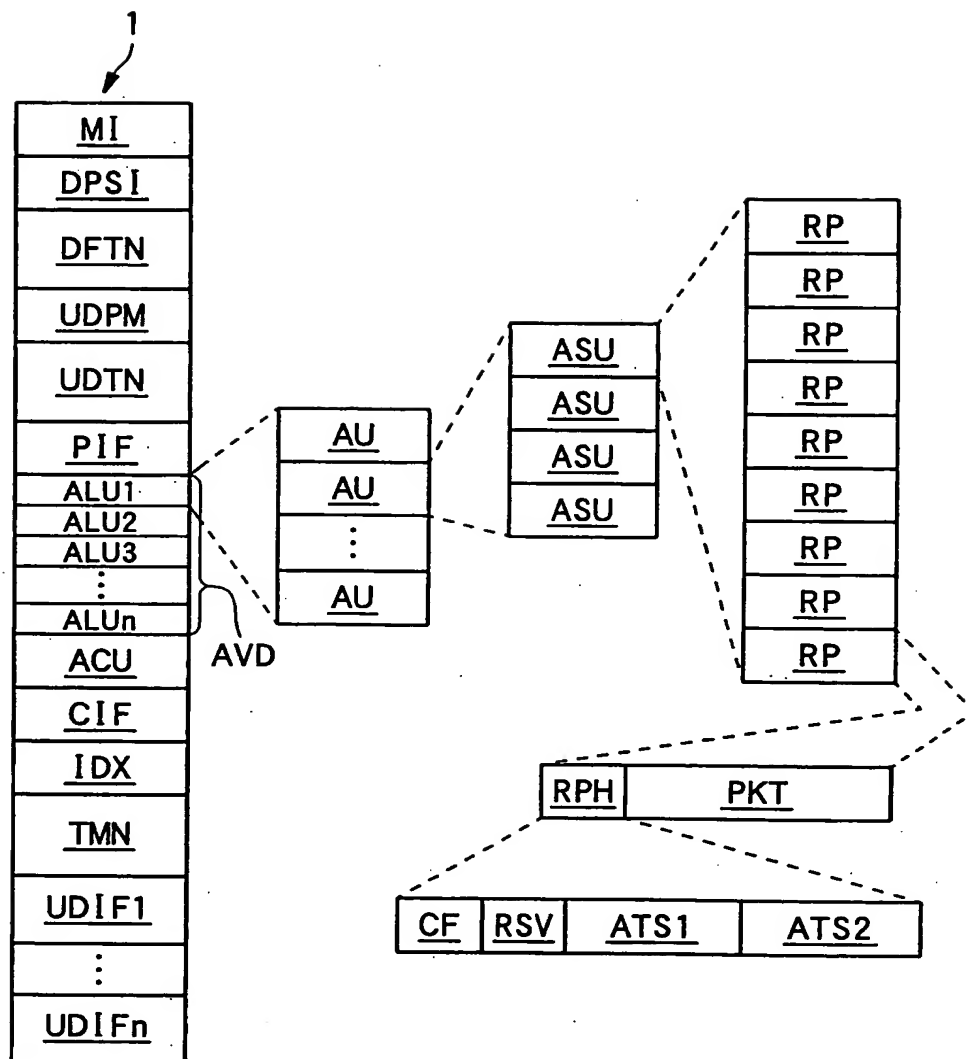 1
MI
DPSI
DFTN
UDPM
UDTN
PIF
ALU1
ALU2
ALU3
⋮
ALUn
AVD
ACU
CIF
IDX
TMN
UDIF1
⋮
UDIFn
AU
AU
⋮
AU
ASU
ASU
ASU
ASU
RP
RP
RP
RP
RP
RP
RP
RP
RP
RPH PKT
CF RSV ATS1 ATS2